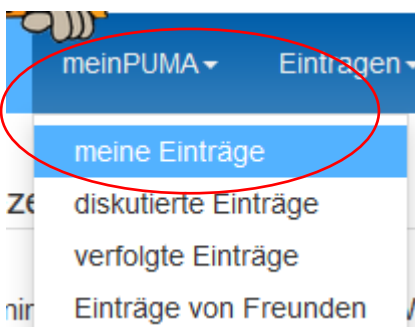 meinPUMA Eintragen
meine Einträge
diskutierte Einträge
verfolgte Einträge
Einträge von Freunden